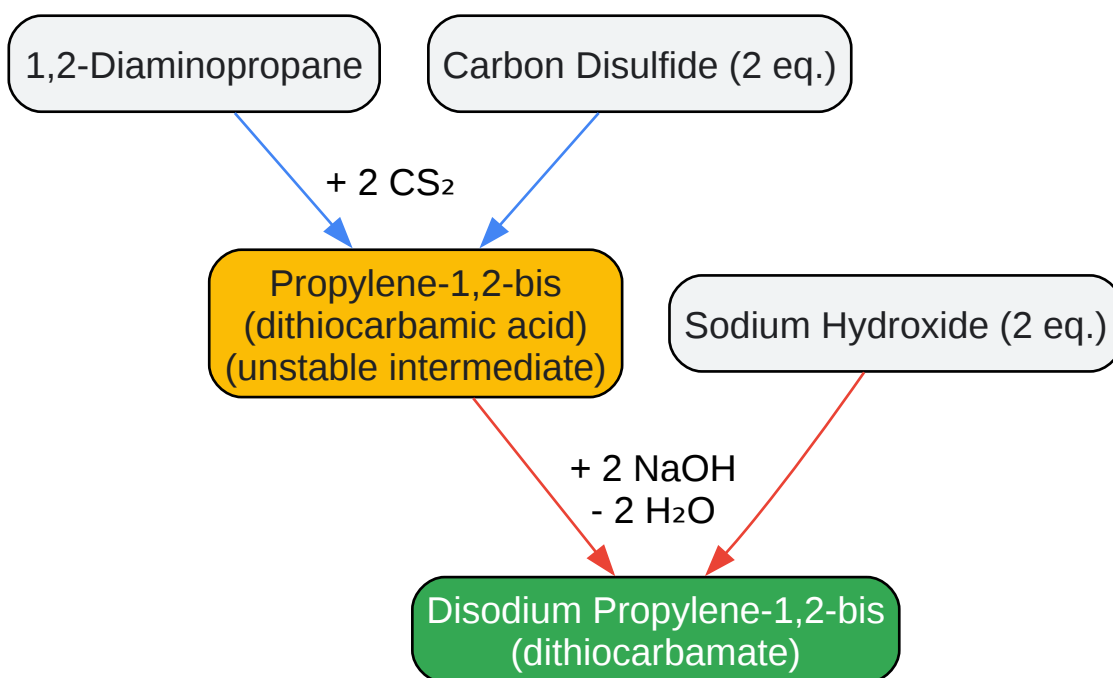 1,2-Diaminopropane
Carbon Disulfide (2 eq.)
+ 2 CS₂
Propylene-1,2-bis
(dithiocarbamic acid)
(unstable intermediate)
Sodium Hydroxide (2 eq.)
+ 2 NaOH
- 2 H₂O
Disodium Propylene-1,2-bis
(dithiocarbamate)